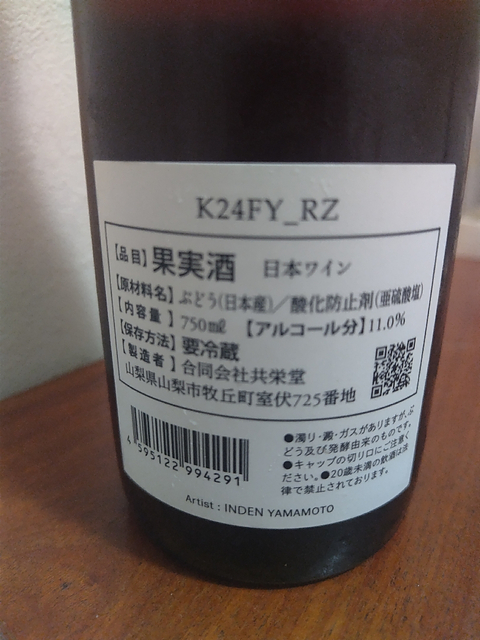 K24FY_RZ
【品目】果実酒 日本ワイン
【原材料名】ぶどう(日本産)／酸化防止剤(亜硫酸塩)
【内容量】750㎖ 【アルコール分】11.0%
【保存方法】要冷蔵
【製造者】合同会社共栄堂
山梨県山梨市牧丘町室伏725番地
4595122994291
●濁り・澱・ガスがありますが、ぶ
どう及び発酵由来のものです。
●キャップの切り口にご注意く
ださい。●20歳未満の飲酒は法
律で禁止されております。
Artist : INDEN YAMAMOTO